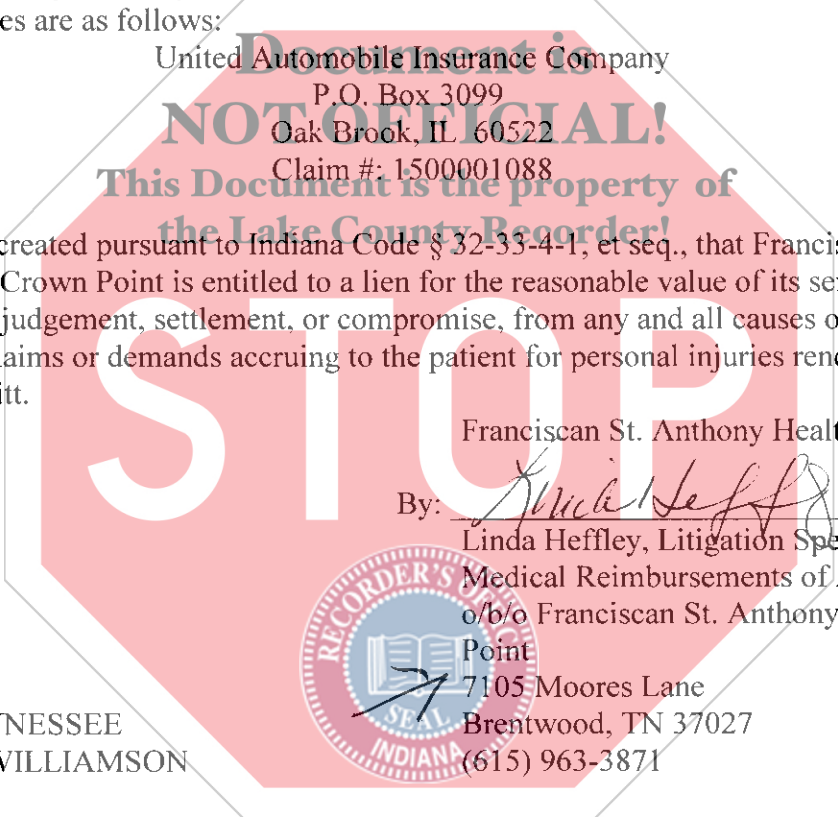 es are as follows:
United Automobile Insurance Company
P.O. Box 3099
Oak Brook, IL 60522
Claim #: 1500001088
Document is
NOT OFFICIAL!
This Document is the property of
the Lake County Recorder!
created pursuant to Indiana Code § 32-33-4-1, et seq., that Francis
Crown Point is entitled to a lien for the reasonable value of its se
judgement, settlement, or compromise, from any and all causes o
aims or demands accruing to the patient for personal injuries ren
itt.
STOP
Franciscan St. Anthony Healt
By: Linda Heffley
Linda Heffley, Litigation Spe
Medical Reimbursements of
o/b/o Franciscan St. Anthony
Point
7105 Moores Lane
Brentwood, TN 37027
(615) 963-3871
NESSEE
WILLIAMSON
RECORDER'S OFFIC
SEAL
INDIANA